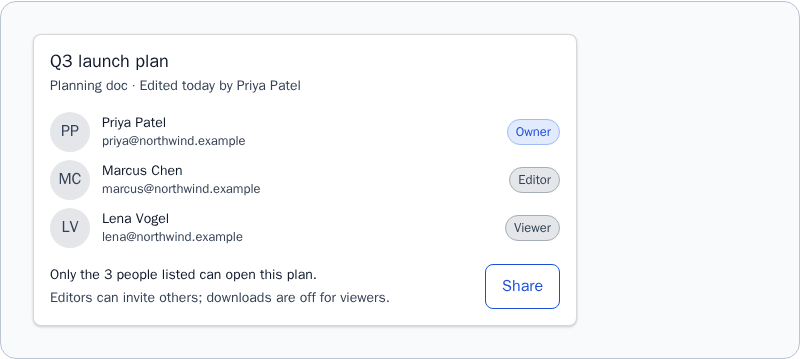 Q3 launch plan
Planning doc · Edited today by Priya Patel
PP
Priya Patel
priya@northwind.example
Owner
MC
Marcus Chen
marcus@northwind.example
Editor
LV
Lena Vogel
lena@northwind.example
Viewer
Only the 3 people listed can open this plan.
Editors can invite others; downloads are off for viewers.
Share